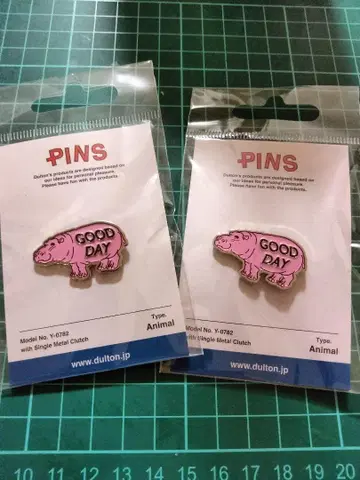 PINS
Dulton's products are designed based on
our ideas for personal pleasure.
Please have fun with the products.
GOOD
DAY
Model No. Y-0782
with Single Metal Clutch
Type.
Animal
www.dulton.jp
PINS
Dulton's products are designed based on
our ideas for personal pleasure.
Please have fun with the products.
GOOD
DAY
Model No. Y-0782
with Single Metal Clutch
Type.
Animal
www.dulton.jp
10 11 12 13 14 15 16 17 18 19 20